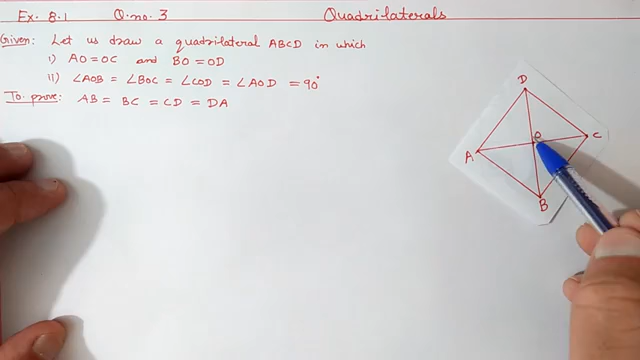 Ex. 8.1 Q.no. 3 Quadrilaterals
Given: Let us draw a quadrilateral ABCD in which
i) AO = OC and BO = OD
ii) ∠AOB = ∠BOC = ∠COD = ∠AOD = 90°
To prove: AB = BC = CD = DA
D
O
C
A
B